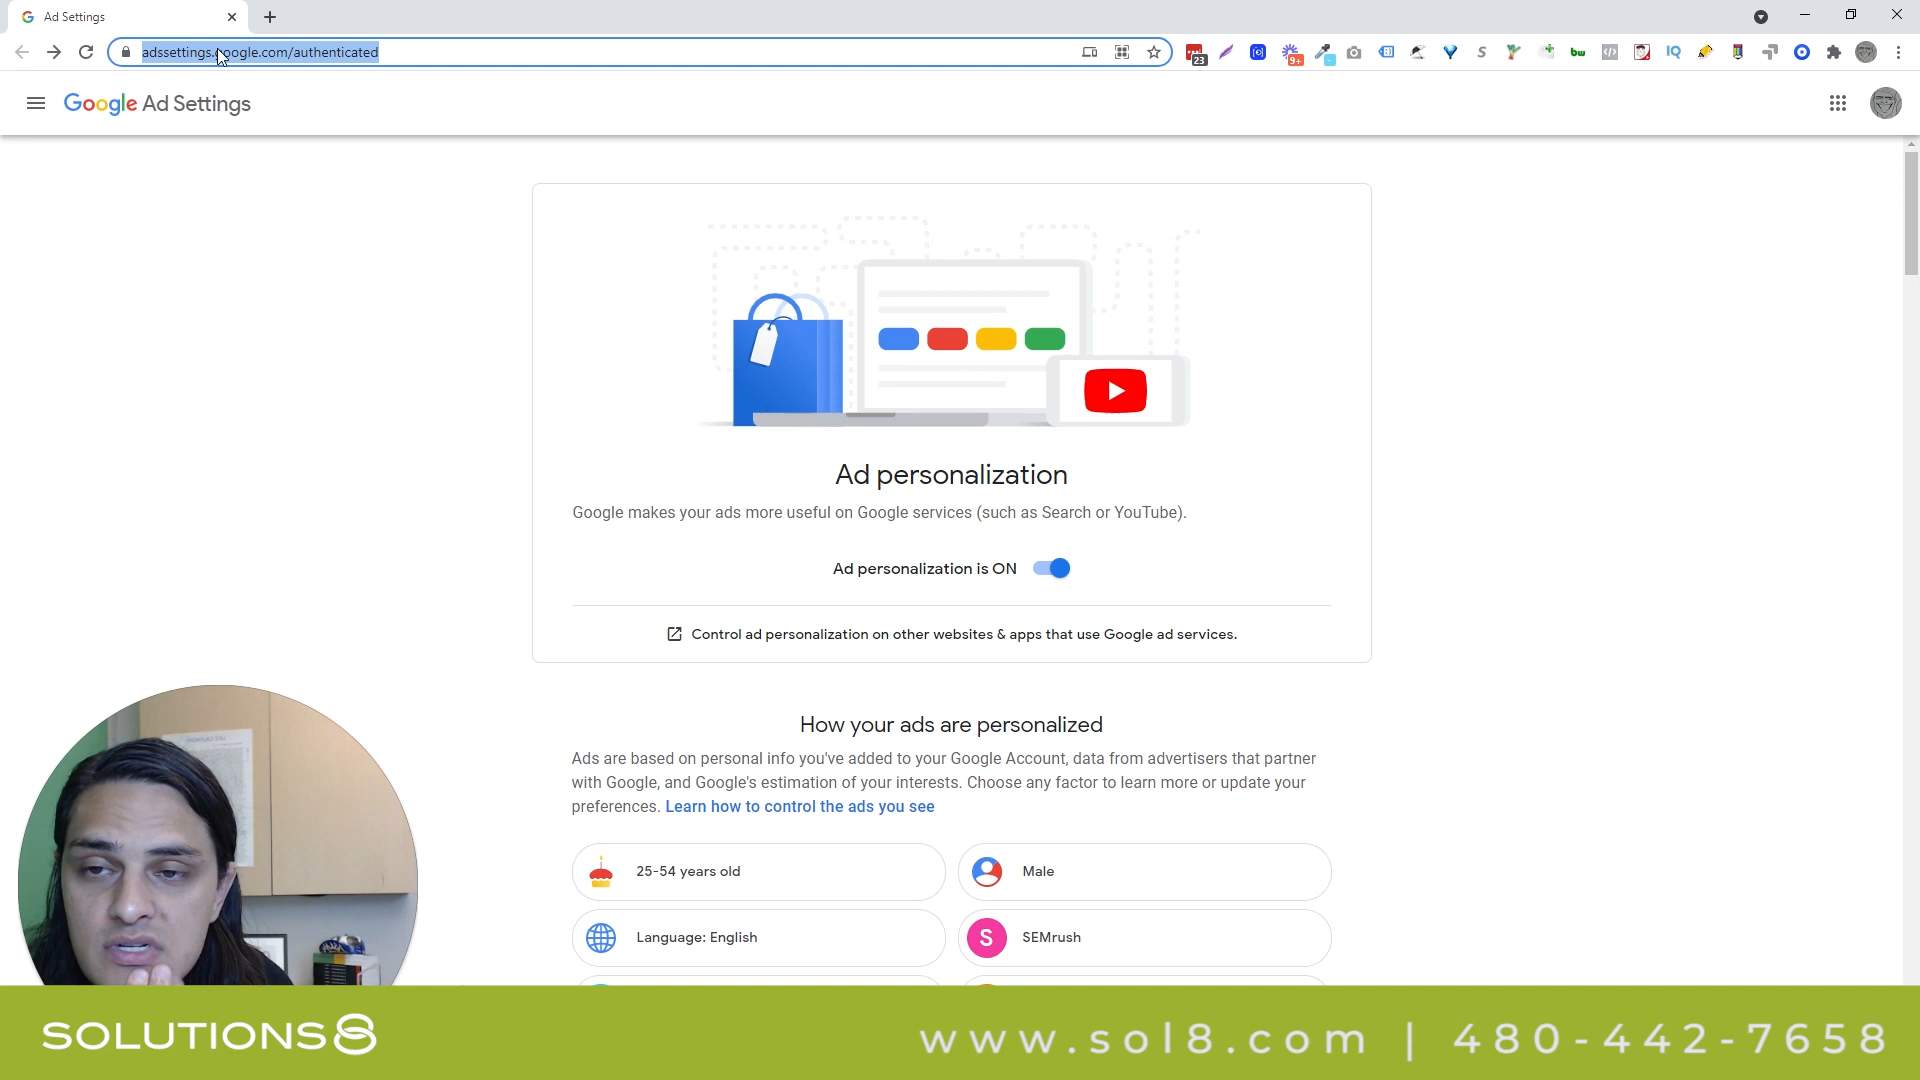 Ad Settings
adssettings.google.com/authenticated
23
9+
S
bw
IQ
Google Ad Settings
Ad personalization
Google makes your ads more useful on Google services (such as Search or YouTube).
Ad personalization is ON
Control ad personalization on other websites & apps that use Google ad services.
How your ads are personalized
Ads are based on personal info you've added to your Google Account, data from advertisers that partner
with Google, and Google's estimation of your interests. Choose any factor to learn more or update your
preferences. Learn how to control the ads you see
25-54 years old
Male
Language: English
S
SEMrush
SOLUTIONS8
www.sol8.com | 480-442-7658